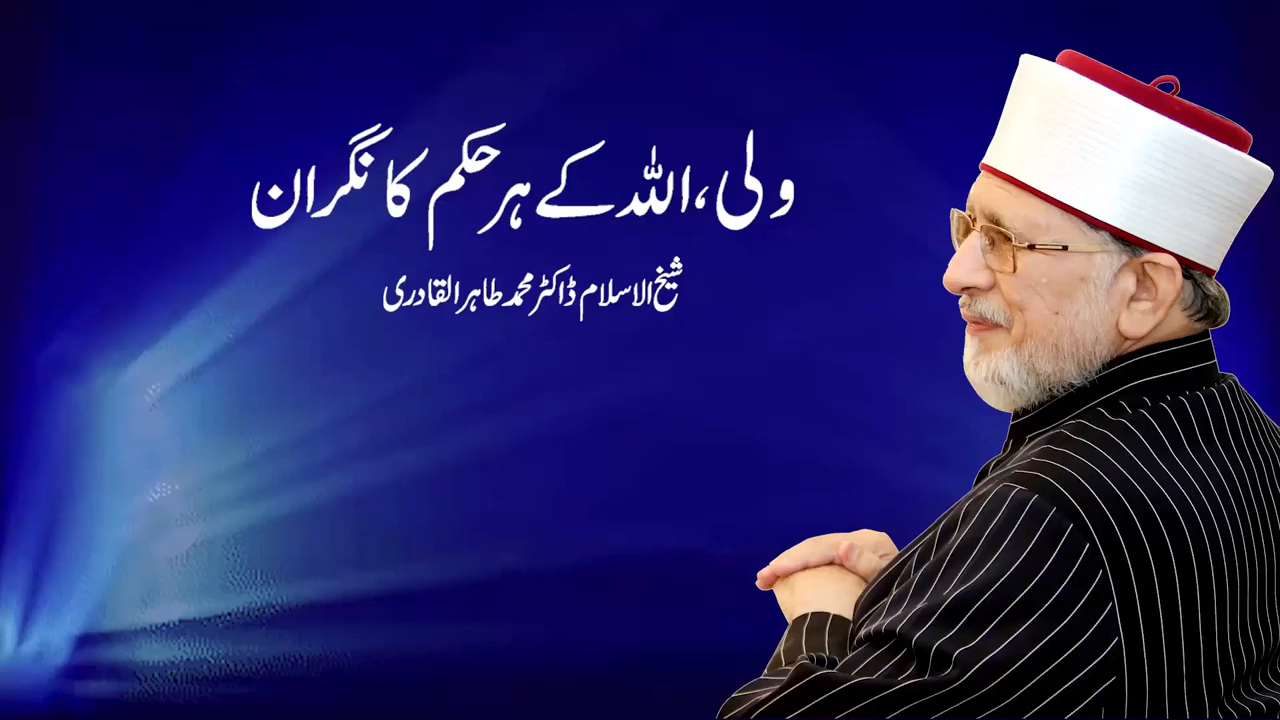 ولی، اللہ کے ہر حکم کا نگران
شیخ الاسلام ڈاکٹر محمد طاہر القادری